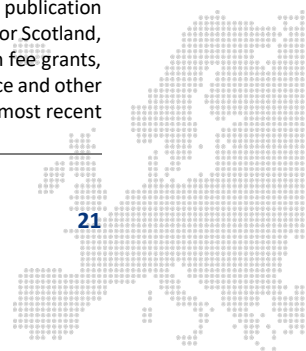 publication
or Scotland,
fee grants,
ce and other
most recent
21